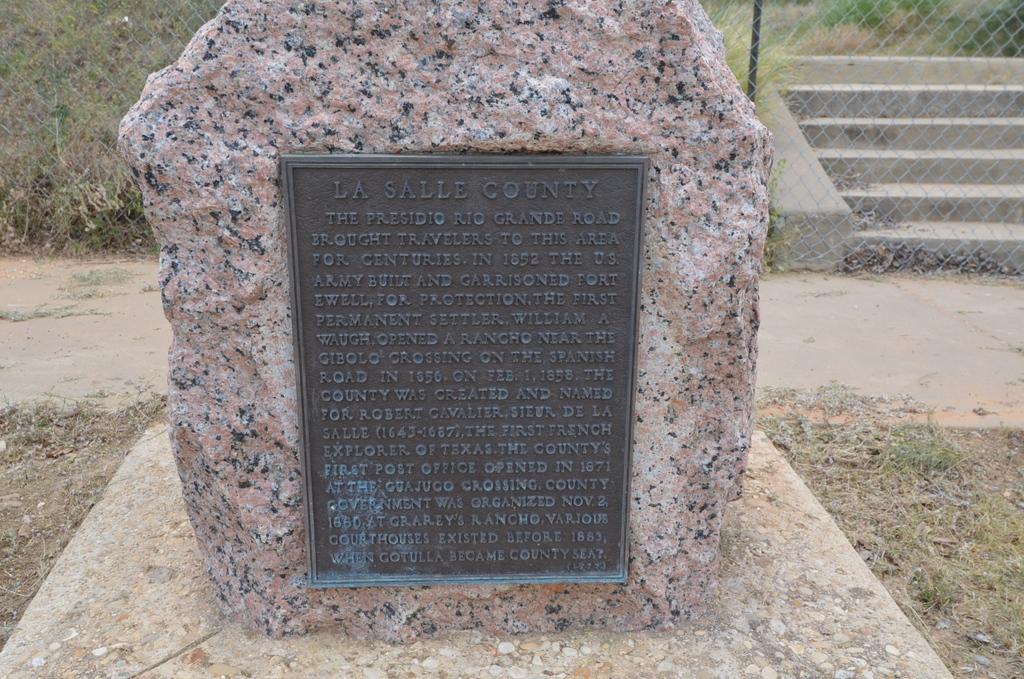 LA SALLE COUNTY
THE PRESIDIO RIO GRANDE ROAD
BROUGHT TRAVELERS TO THIS AREA
FOR CENTURIES. IN 1852 THE U.S.
ARMY BUILT AND GARRISONED FORT
EWELL, FOR PROTECTION. THE FIRST
PERMANENT SETTLER, WILLIAM A.
WAUGH, OPENED A RANCHO NEAR THE
CIBOLO CROSSING ON THE SPANISH
ROAD IN 1856. ON FEB. 1, 1858, THE
COUNTY WAS CREATED AND NAMED
FOR ROBERT CAVALIER, SIEUR DE LA
SALLE (1643-1687), THE FIRST FRENCH
EXPLORER OF TEXAS. THE COUNTY'S
FIRST POST OFFICE OPENED IN 1871
AT THE GUAJUCO CROSSING. COUNTY
GOVERNMENT WAS ORGANIZED NOV. 2,
1880, AT GRAREY'S RANCHO. VARIOUS
COURTHOUSES EXISTED BEFORE 1883,
WHEN COTULLA BECAME COUNTY SEAT.
(1977)